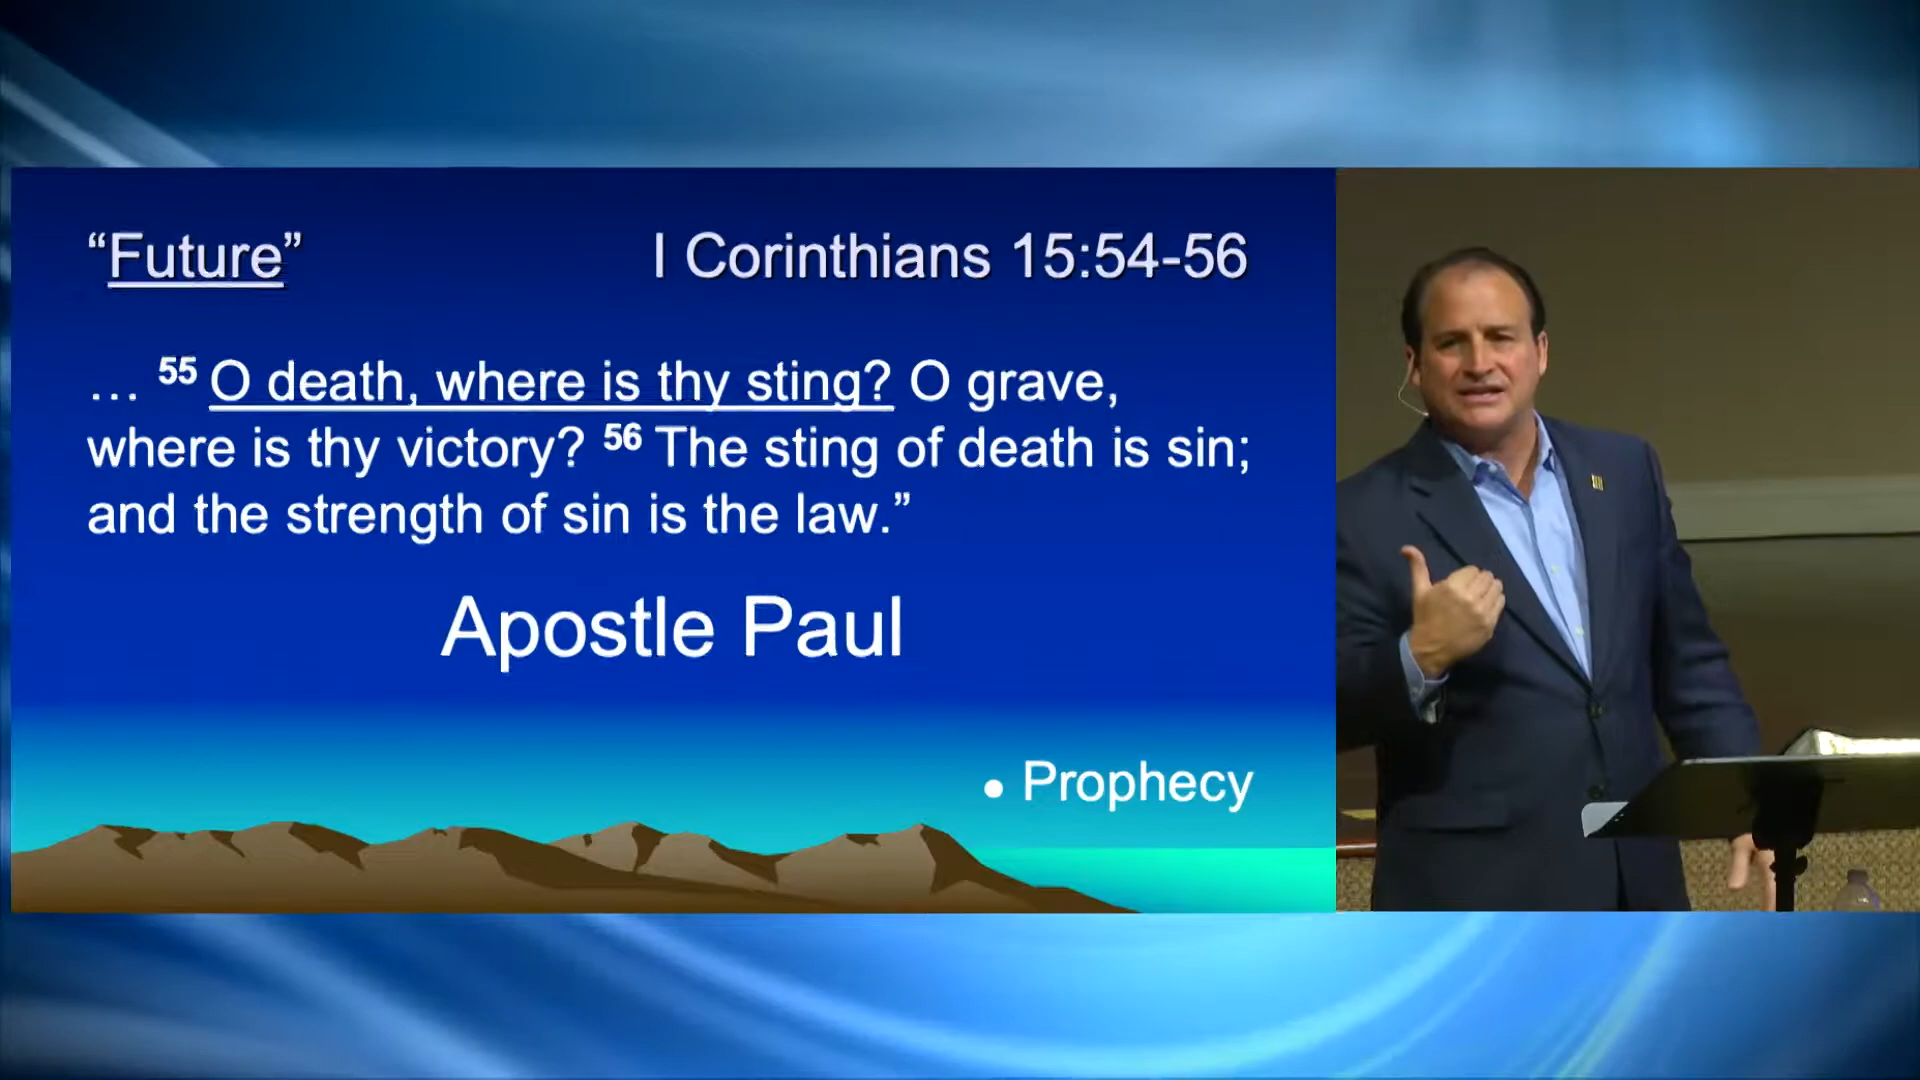 “Future” I Corinthians 15:54-56
… 55 O death, where is thy sting? O grave,
where is thy victory? 56 The sting of death is sin;
and the strength of sin is the law.”
Apostle Paul
• Prophecy